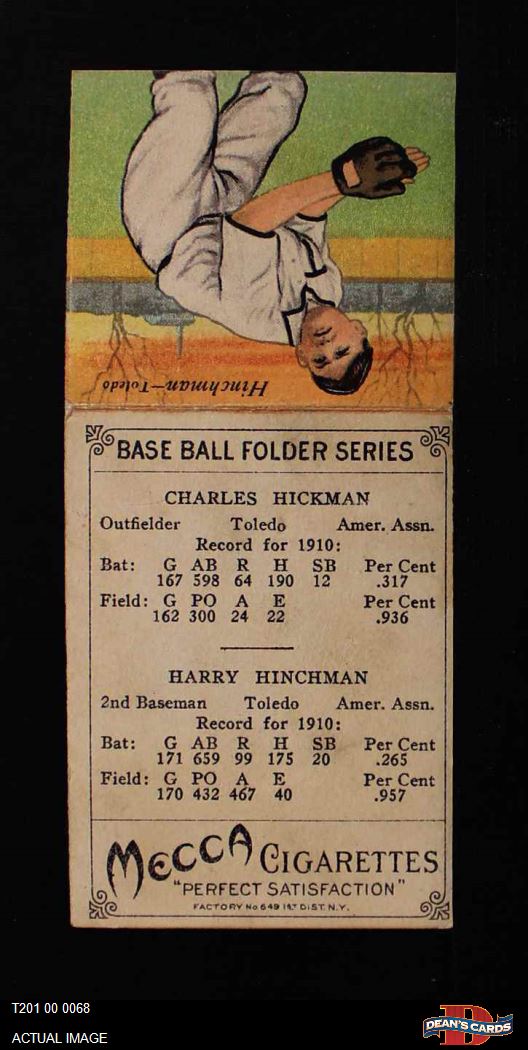 Hinchman—Toledo
BASE BALL FOLDER SERIES
CHARLES HICKMAN
Outfielder Toledo Amer. Assn.
Record for 1910:
Bat: G AB R H SB Per Cent
167 598 64 190 12 .317
Field: G PO A E Per Cent
162 300 24 22 .936
HARRY HINCHMAN
2nd Baseman Toledo Amer. Assn.
Record for 1910:
Bat: G AB R H SB Per Cent
171 659 99 175 20 .265
Field: G PO A E Per Cent
170 432 467 40 .957
MECCA CIGARETTES
"PERFECT SATISFACTION"
FACTORY No 649 1ST DIST. N.Y.
T201 00 0068
ACTUAL IMAGE
DEAN'S CARDS